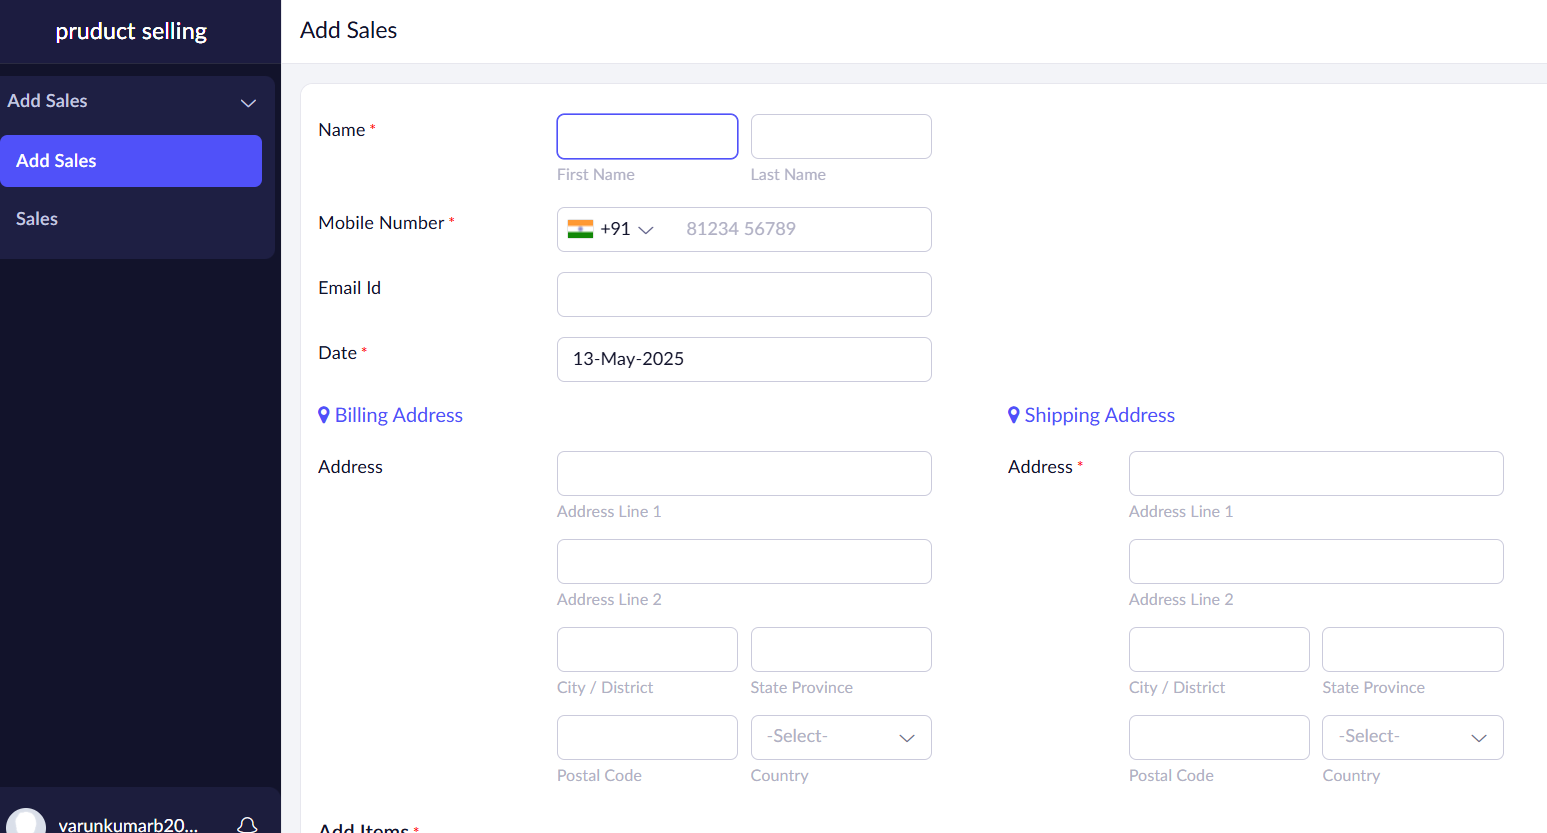 pruduct selling
Add Sales
Add Sales
Add Sales
Sales
Name *
First Name
Last Name
Mobile Number *
+91
81234 56789
Email Id
Date *
13-May-2025
Billing Address
Address
Address Line 1
Address Line 2
City / District
State Province
Postal Code
-Select-
Country
Shipping Address
Address *
Address Line 1
Address Line 2
City / District
State Province
Postal Code
-Select-
Country
Add Items *
varunkumarb20...